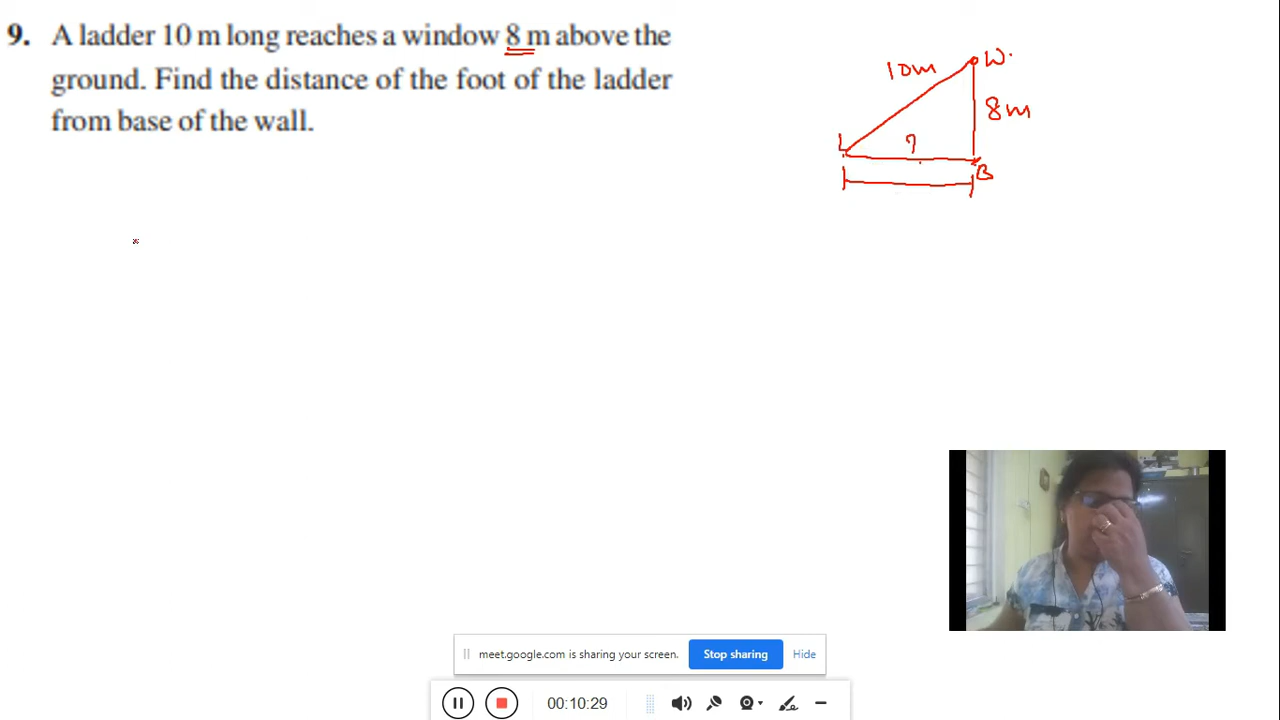 9. A ladder 10 m long reaches a window 8 m above the
ground. Find the distance of the foot of the ladder
from base of the wall.
10m
W.
8m
L
?
B
meet.google.com is sharing your screen.
Stop sharing
Hide
00:10:29